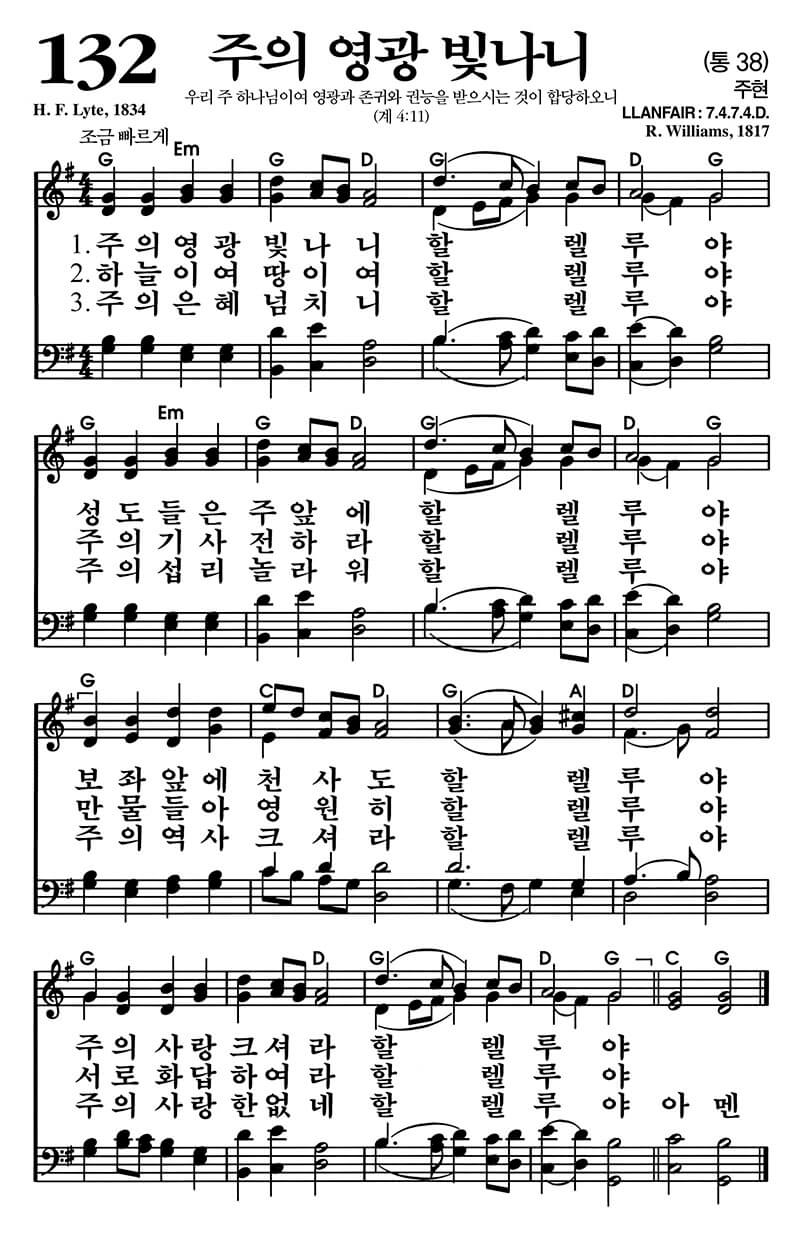 132 주의 영광 빛나니 (통 38)
우리 주 하나님이여 영광과 존귀와 권능을 받으시는 것이 합당하오니 주현
H. F. Lyte, 1834 (계 4:11) LLANFAIR : 7.4.7.4.D.
조금 빠르게 R. Williams, 1817
G Em G D G D G
1. 주의영광 빛나니 할렐루야
2. 하늘이여 땅이여 할렐루야
3. 주의은혜 넘치니 할렐루야
G Em G D G D G
성도들은 주앞에 할렐루야
주의기사 전하라 할렐루야
주의섭리 놀라워 할렐루야
G C D G A D
보좌앞에 천사도 할렐루야
만물들아 영원히 할렐루야
주의역사 크셔라 할렐루야
G D G D G C G
주의사랑크셔라 할렐루야
서로화답하여라 할렐루야
주의사랑한없네 할렐루야 아멘